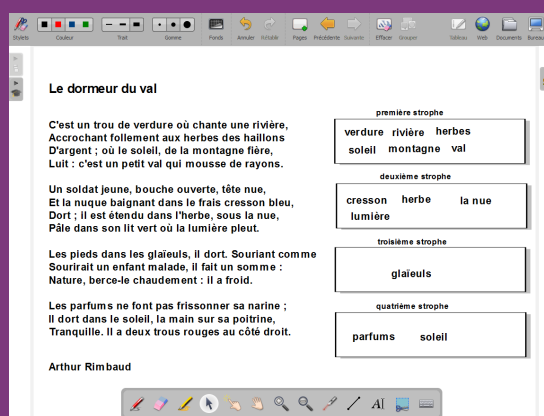 Stylets
Couleur
Trait
Gomme
Fonds
Annuler
Rétablir
Pages
Précédente
Suivante
Effacer
Grouper
Tableau
Web
Documents
Bureau
Le dormeur du val
C'est un trou de verdure où chante une rivière,
Accrochant follement aux herbes des haillons
D'argent ; où le soleil, de la montagne fière,
Luit : c'est un petit val qui mousse de rayons.
Un soldat jeune, bouche ouverte, tête nue,
Et la nuque baignant dans le frais cresson bleu,
Dort ; il est étendu dans l'herbe, sous la nue,
Pâle dans son lit vert où la lumière pleut.
Les pieds dans les glaïeuls, il dort. Souriant comme
Sourirait un enfant malade, il fait un somme :
Nature, berce-le chaudement : il a froid.
Les parfums ne font pas frissonner sa narine ;
Il dort dans le soleil, la main sur sa poitrine,
Tranquille. Il a deux trous rouges au côté droit.
Arthur Rimbaud
première strophe
verdure rivière herbes
soleil montagne val
deuxième strophe
cresson herbe la nue
lumière
troisième strophe
glaïeuls
quatrième strophe
parfums soleil
AI